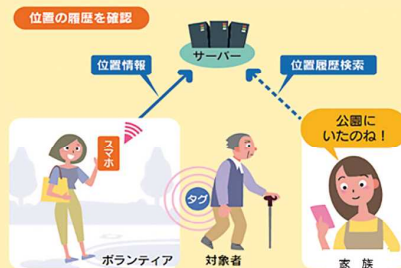 位置の履歴を確認
サーバー
位置情報
位置履歴検索
公園に
いたのね！
スマホ
タグ
ボランティア
対象者
家族